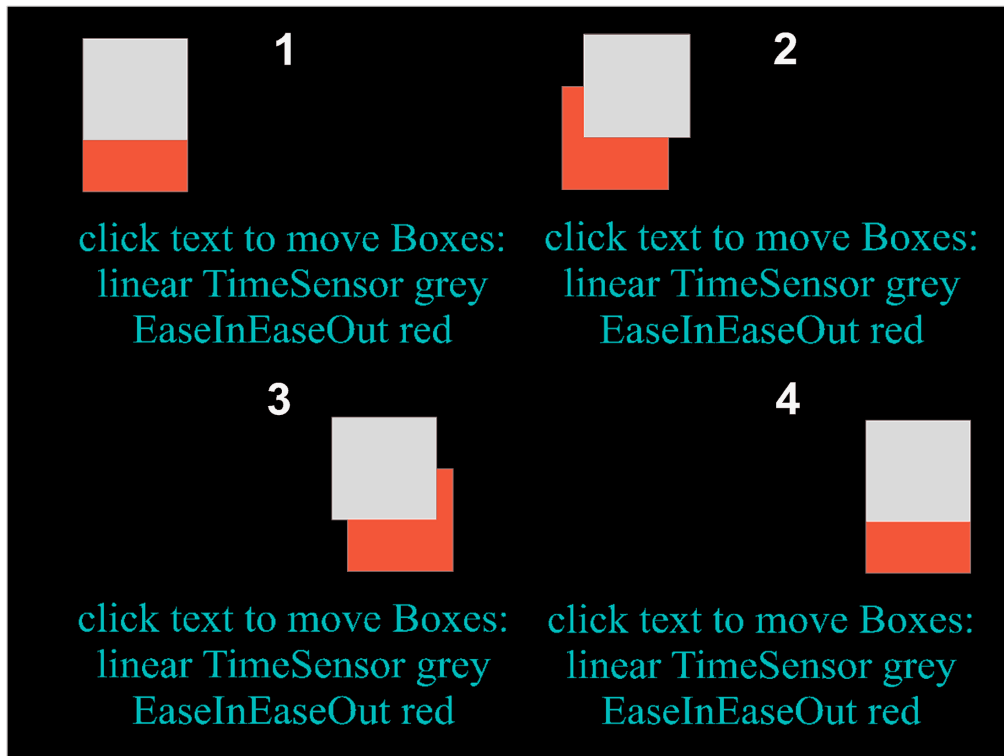 1
click text to move Boxes:
linear TimeSensor grey
EaseInEaseOut red
2
click text to move Boxes:
linear TimeSensor grey
EaseInEaseOut red
3
click text to move Boxes:
linear TimeSensor grey
EaseInEaseOut red
4
click text to move Boxes:
linear TimeSensor grey
EaseInEaseOut red